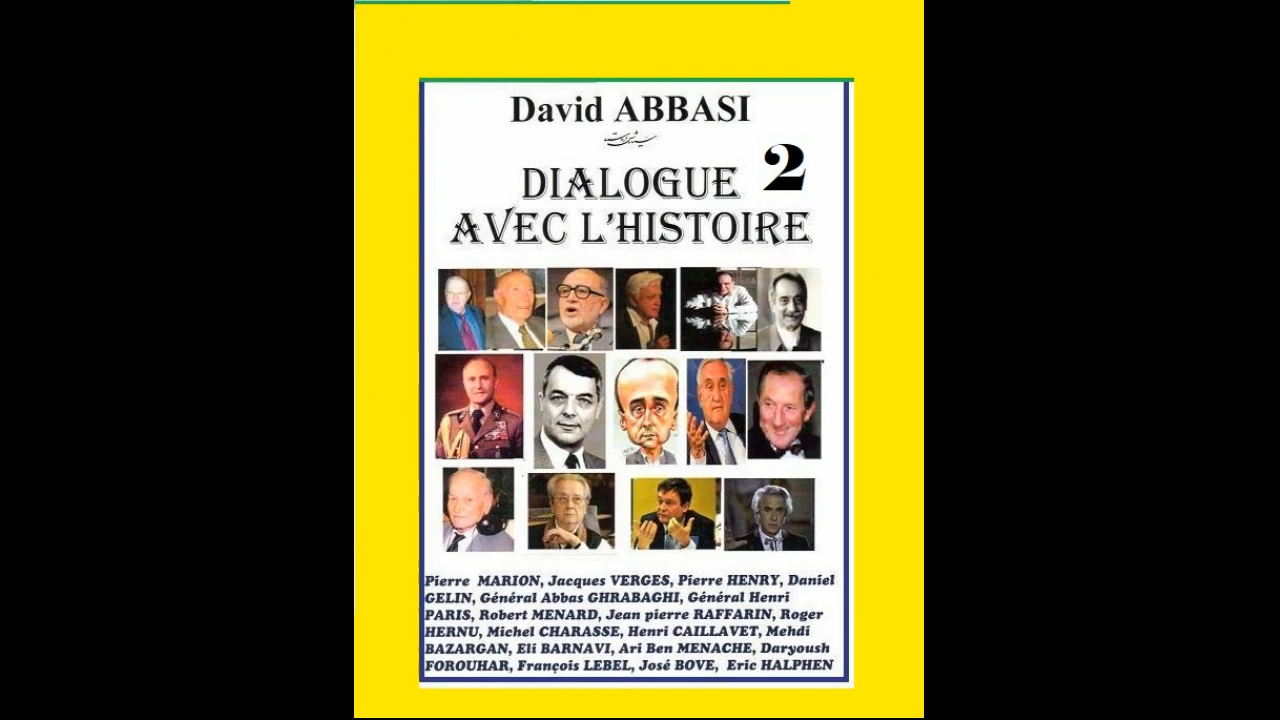 David ABBASI
DIALOGUE 2
AVEC L'HISTOIRE
Pierre MARION, Jacques VERGES, Pierre HENRY, Daniel
GELIN, Général Abbas GHRABAGHI, Général Henri
PARIS, Robert MENARD, Jean pierre RAFFARIN, Roger
HERNU, Michel CHARASSE, Henri CAILLAVET, Mehdi
BAZARGAN, Eli BARNAVI, Ari Ben MENACHE, Daryoush
FOROUHAR, François LEBEL, José BOVE, Eric HALPHEN